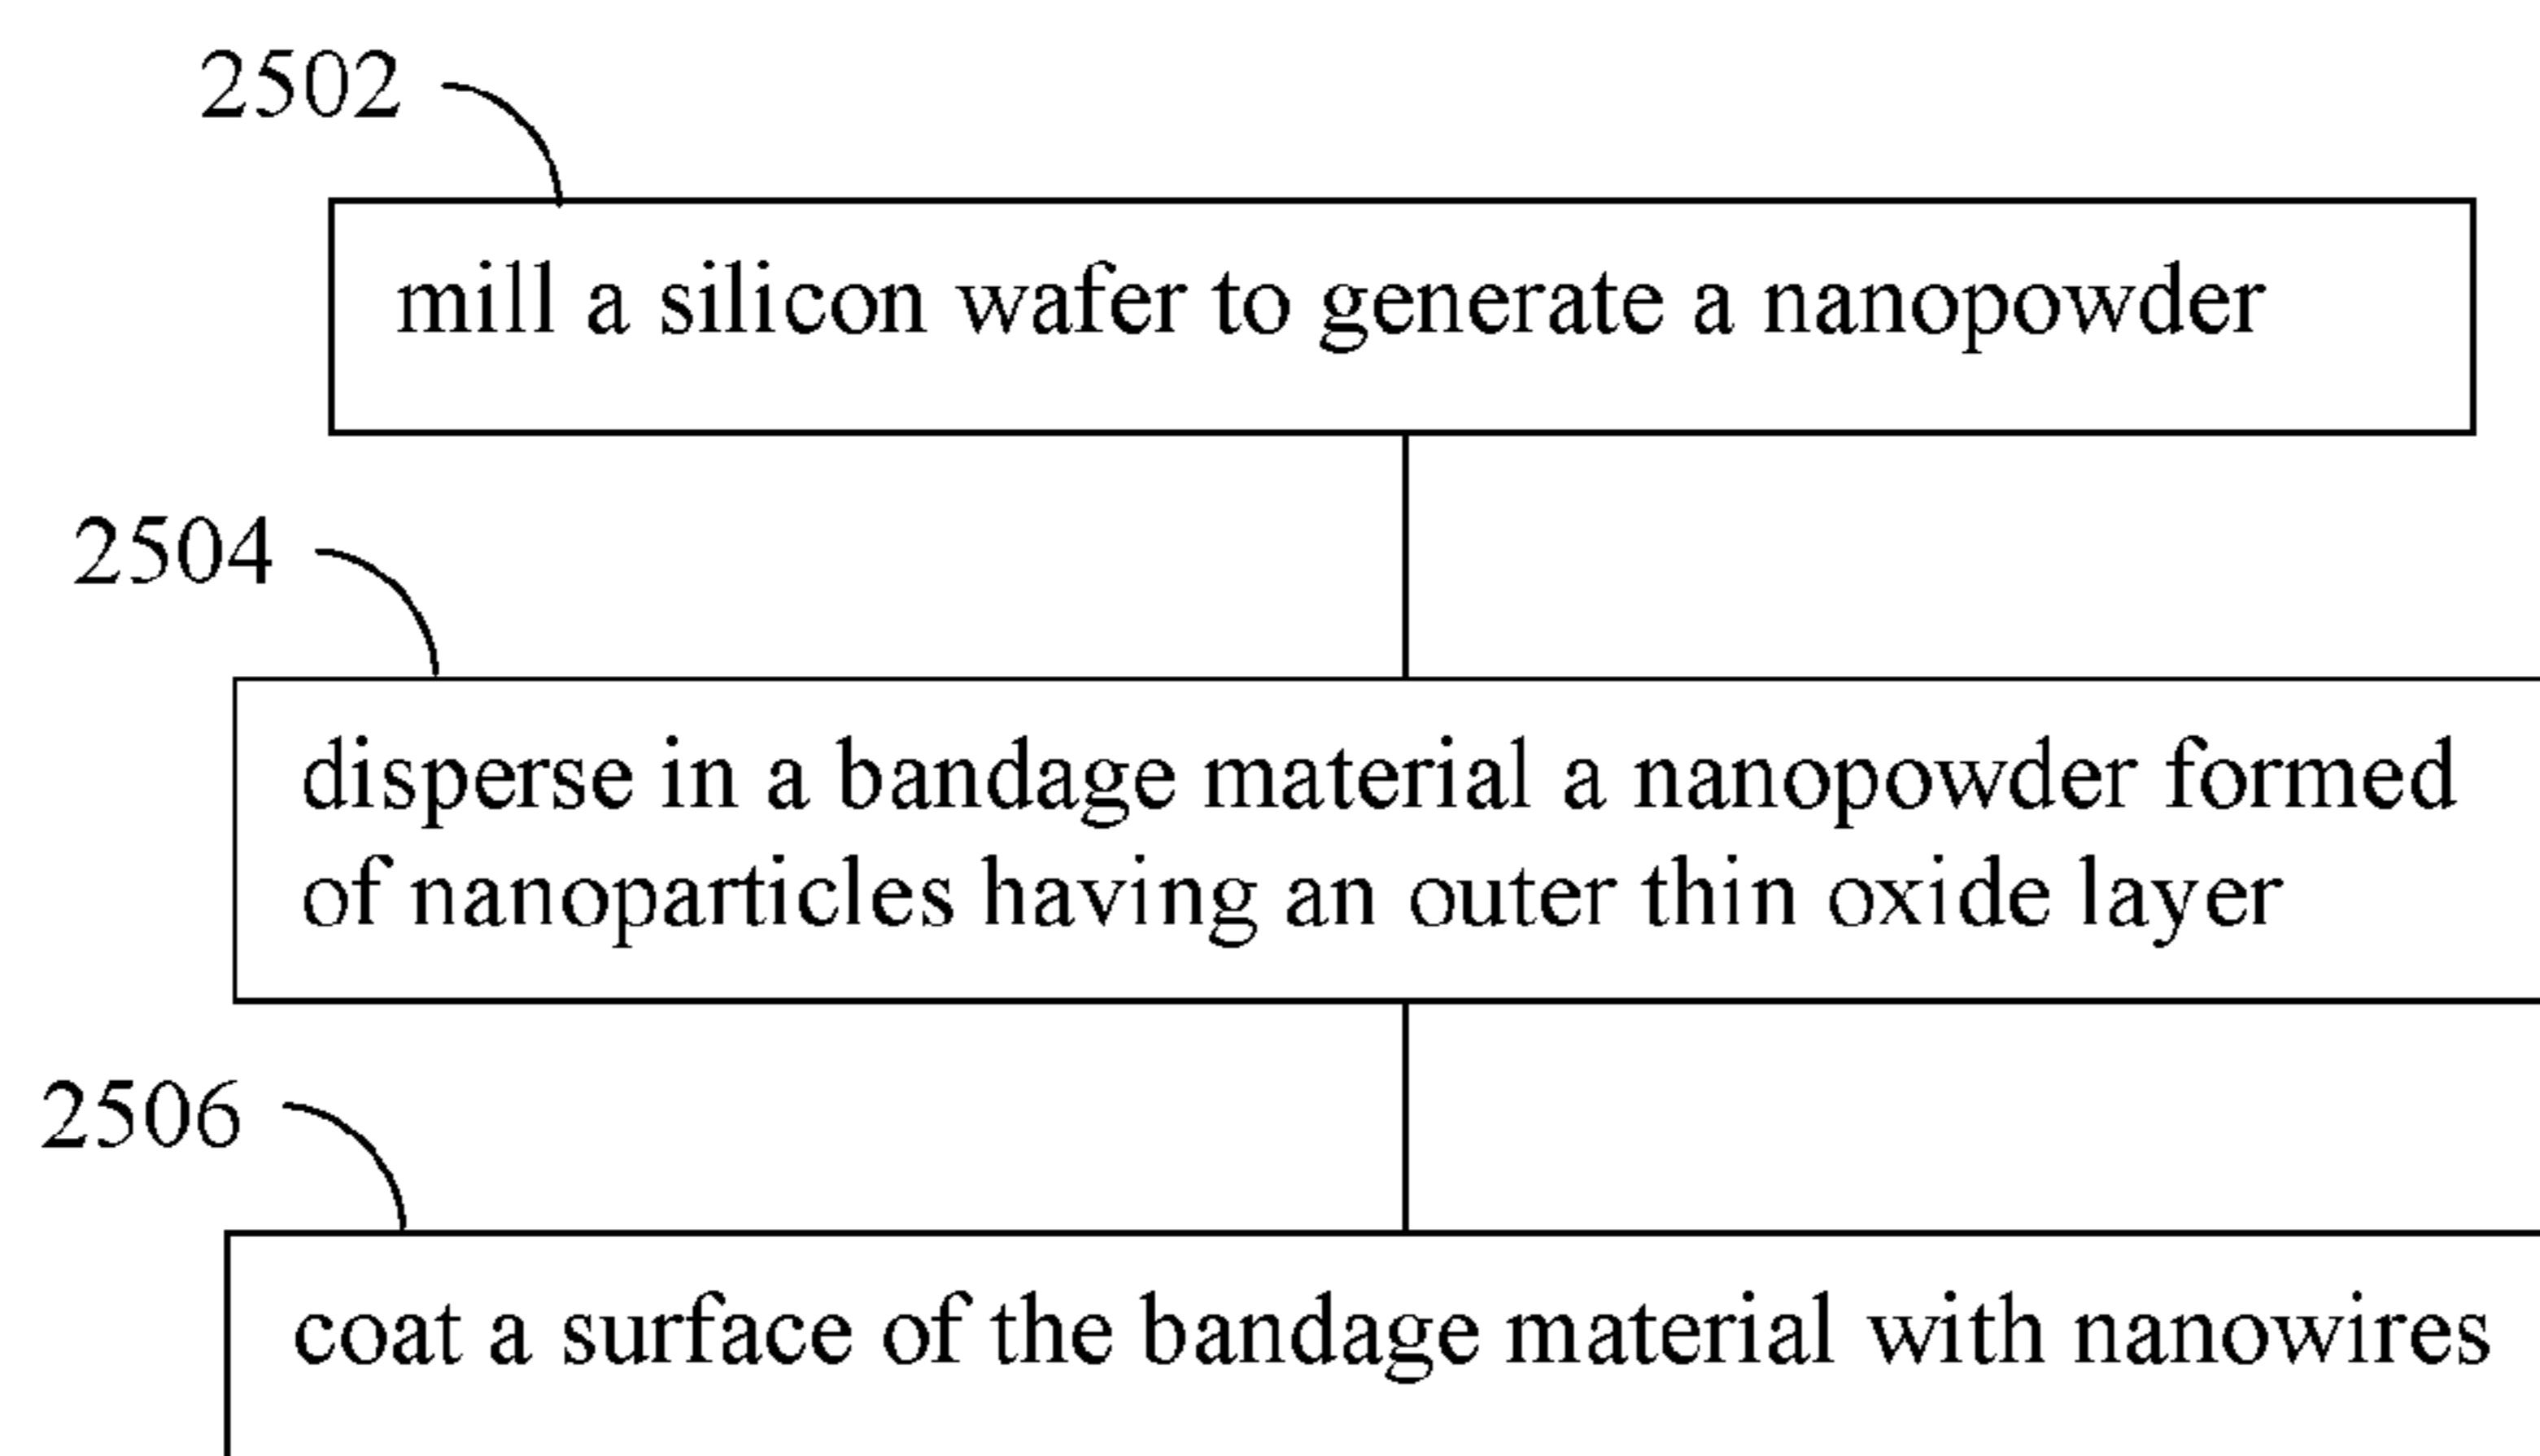 2502
mill a silicon wafer to generate a nanopowder
2504
disperse in a bandage material a nanopowder formed
of nanoparticles having an outer thin oxide layer
2506
coat a surface of the bandage material with nanowires